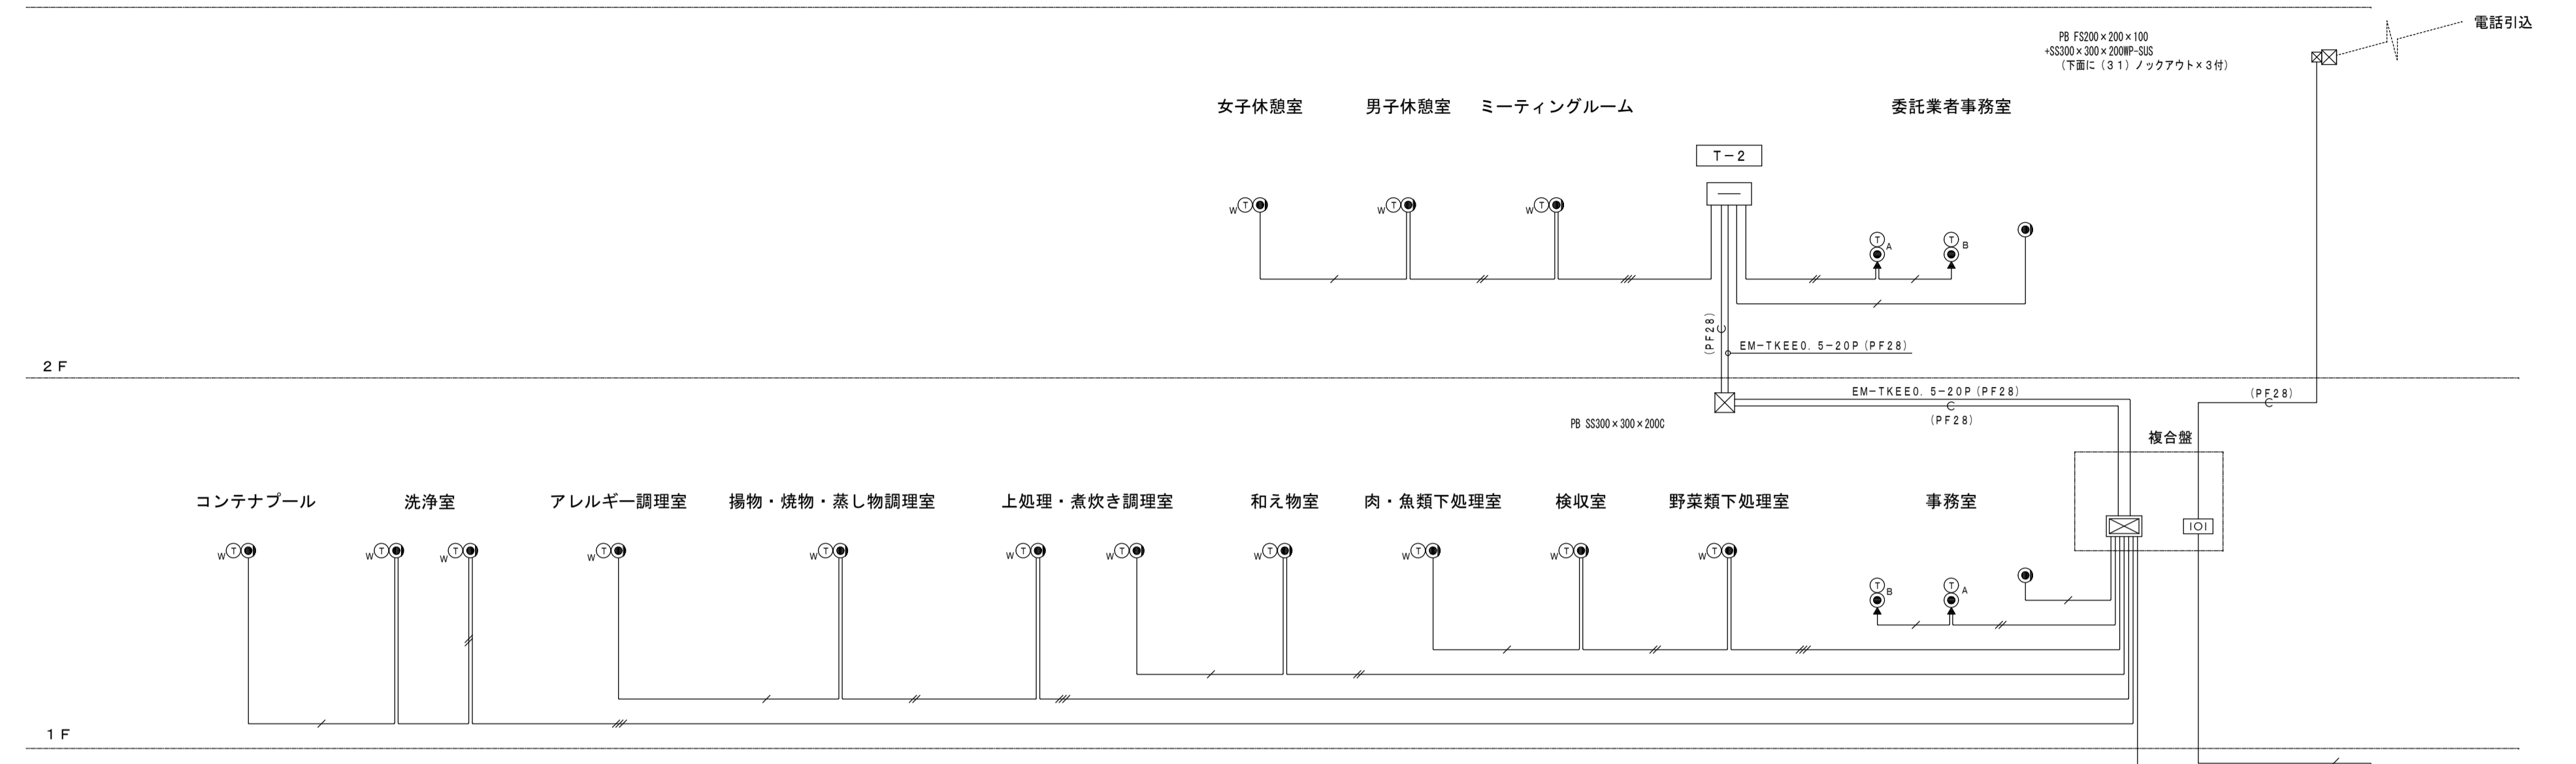 電話引込
PB FS200×200×100
+SS300×300×200WP-SUS
(下面に(31)ノックアウト×3付)
女子休憩室 男子休憩室 ミーティングルーム 委託業者事務室
T-2
W T W T W T
T A T B
(PF28)
EM-TKEE0.5-20P(PF28)
2F
EM-TKEE0.5-20P(PF28)
(PF28)
(PF28)
PB SS300×300×200C
複合盤
コンテナプール 洗浄室 アレルギー調理室 揚物・焼物・蒸し物調理室 上処理・煮炊き調理室 和え物室 肉・魚類下処理室 検収室 野菜類下処理室 事務室
W T W T W T W T W T W T W T W T W T W T W T
T B T A
1F